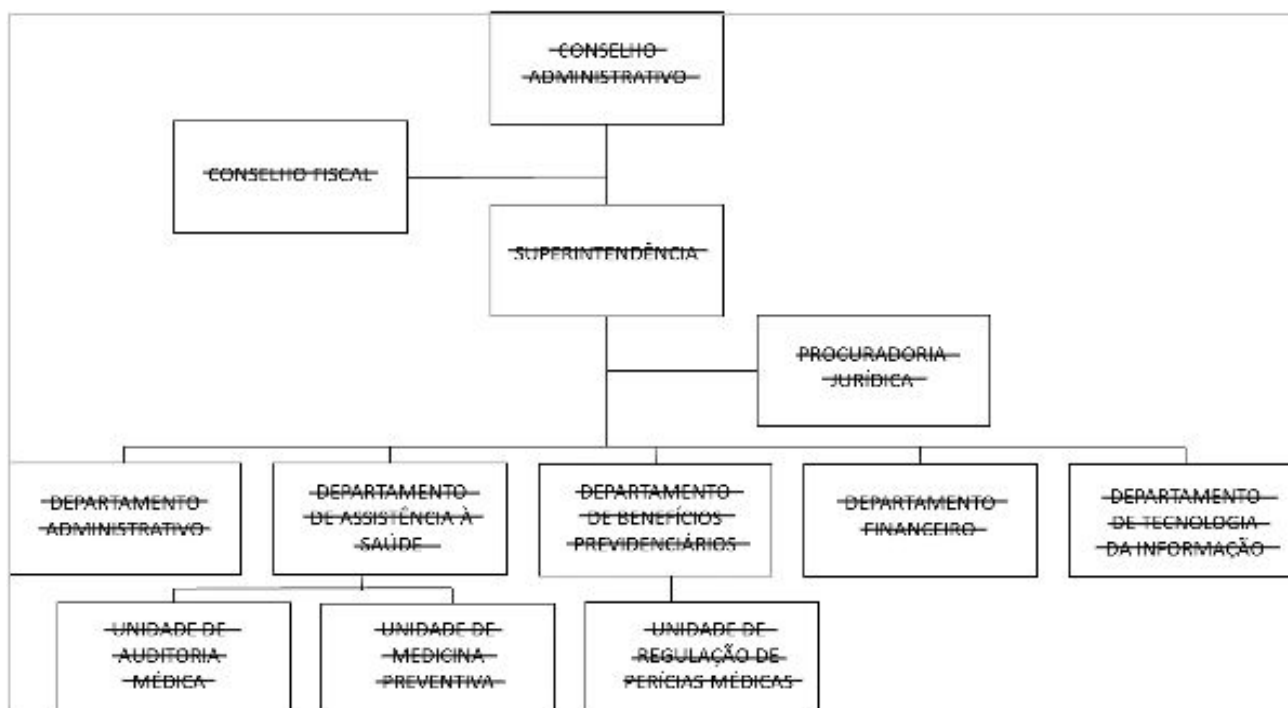 CONSELHO
ADMINISTRATIVO
CONSELHO FISCAL
SUPERINTENDÊNCIA
PROCURADORIA
JURÍDICA
DEPARTAMENTO
ADMINISTRATIVO
DEPARTAMENTO
DE ASSISTÊNCIA À
SAÚDE
DEPARTAMENTO
DE BENEFÍCIOS
PREVIDENCIÁRIOS
DEPARTAMENTO
FINANCEIRO
DEPARTAMENTO
DE TECNOLOGIA
DA INFORMAÇÃO
UNIDADE DE
AUDITORIA
MÉDICA
UNIDADE DE
MEDICINA
PREVENTIVA
UNIDADE DE
REGULAÇÃO DE
PERÍCIAS MÉDICAS